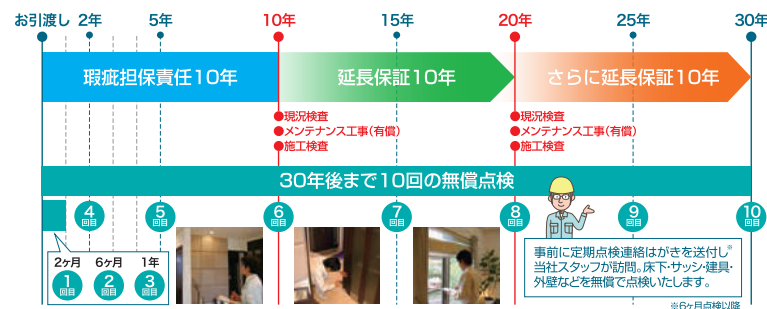 お引渡し 2年 5年 10年 15年 20年 25年 30年
瑕疵担保責任10年 延長保証10年 さらに延長保証10年
現況検査
メンテナンス工事(有償)
施工検査
現況検査
メンテナンス工事(有償)
施工検査
30年後まで10回の無償点検
4回目 5回目 6回目 7回目 8回目 9回目 10回目
2ヶ月 6ヶ月 1年
1回目 2回目 3回目
事前に定期点検連絡はがきを送付し※
当社スタッフが訪問。床下・サッシ・建具・
外壁などを無償で点検いたします。
※6ヶ月点検以降